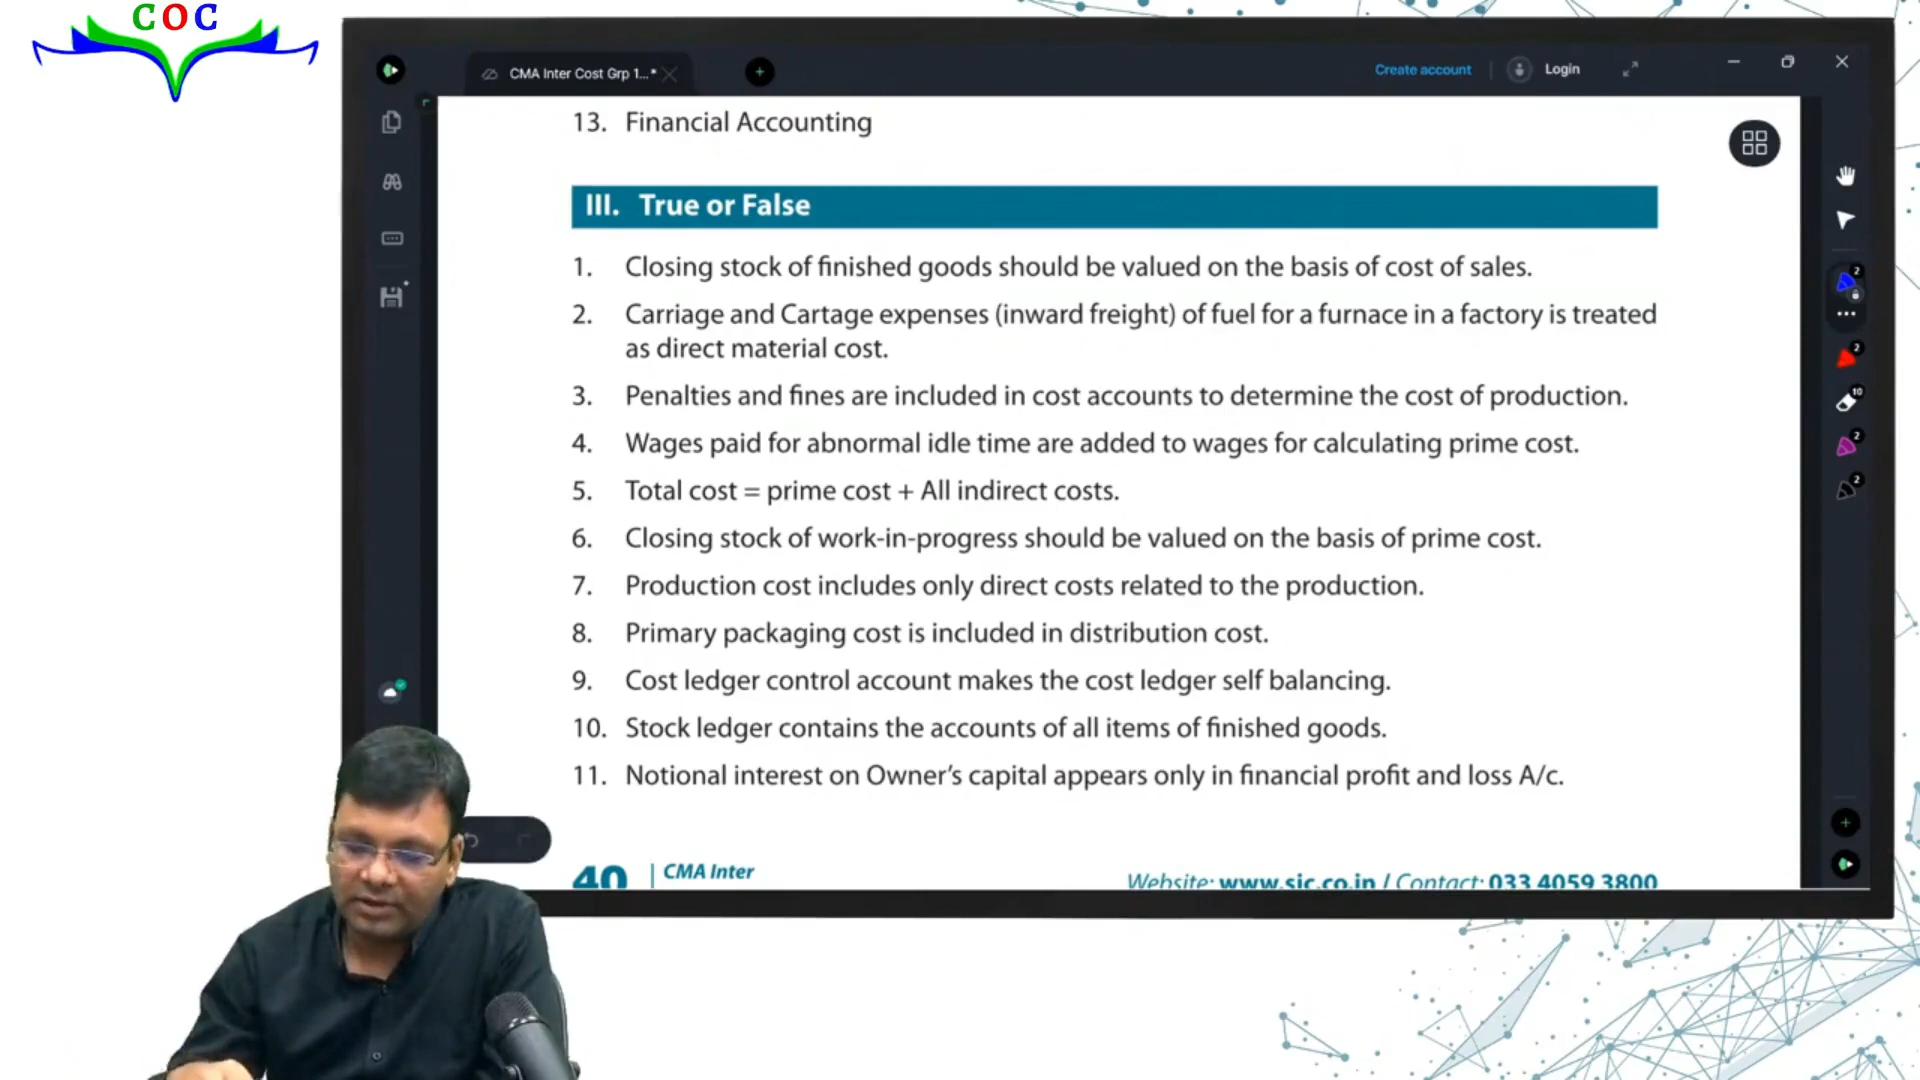 COC
CMA Inter Cost Grp 1...*
Create account
Login
13. Financial Accounting
III. True or False
1. Closing stock of finished goods should be valued on the basis of cost of sales.
2. Carriage and Cartage expenses (inward freight) of fuel for a furnace in a factory is treated
as direct material cost.
3. Penalties and fines are included in cost accounts to determine the cost of production.
4. Wages paid for abnormal idle time are added to wages for calculating prime cost.
5. Total cost = prime cost + All indirect costs.
6. Closing stock of work-in-progress should be valued on the basis of prime cost.
7. Production cost includes only direct costs related to the production.
8. Primary packaging cost is included in distribution cost.
9. Cost ledger control account makes the cost ledger self balancing.
10. Stock ledger contains the accounts of all items of finished goods.
11. Notional interest on Owner's capital appears only in financial profit and loss A/c.
40 | CMA Inter
Website: www.sjc.co.in / Contact: 033 4059 3800
2
2
10
2
2